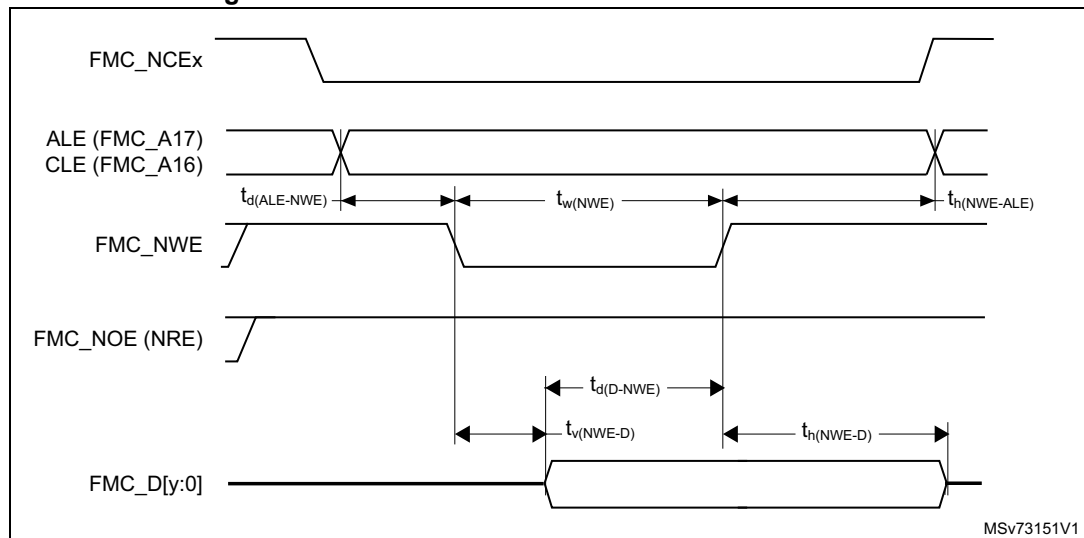 FMC_NCEx
ALE (FMC_A17)
CLE (FMC_A16)
td(ALE-NWE)
tw(NWE)
th(NWE-ALE)
FMC_NWE
FMC_NOE (NRE)
td(D-NWE)
tv(NWE-D)
th(NWE-D)
FMC_D[y:0]
MSv73151V1